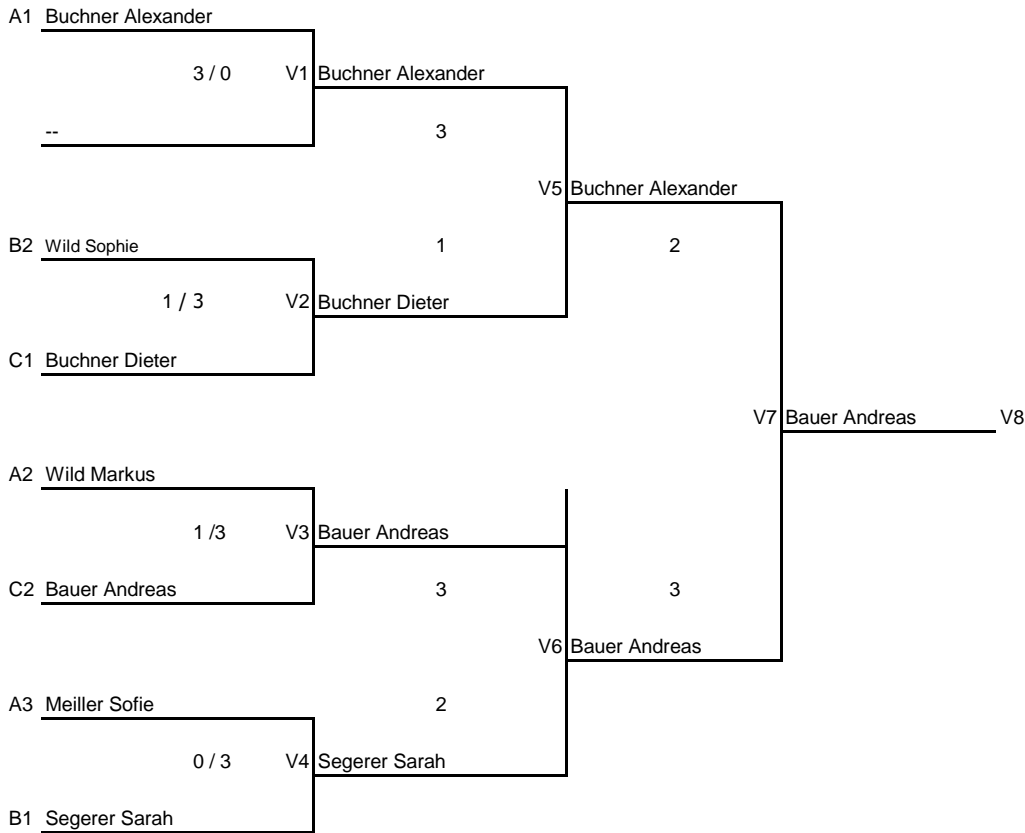 A1 Buchner Alexander
3 / 0 V1 Buchner Alexander
-- 3
V5 Buchner Alexander
B2 Wild Sophie 1 2
1 / 3 V2 Buchner Dieter
C1 Buchner Dieter
V7 Bauer Andreas V8
A2 Wild Markus
1 /3 V3 Bauer Andreas
C2 Bauer Andreas 3 3
V6 Bauer Andreas
A3 Meiller Sofie 2
0 / 3 V4 Segerer Sarah
B1 Segerer Sarah